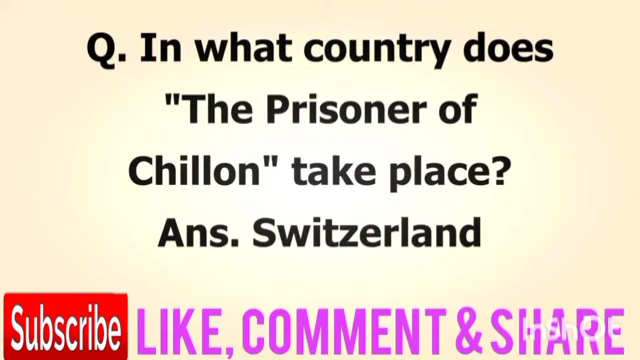 Q. In what country does
"The Prisoner of
Chillon" take place?
Ans. Switzerland
Subscribe LIKE, COMMENT & SHARE